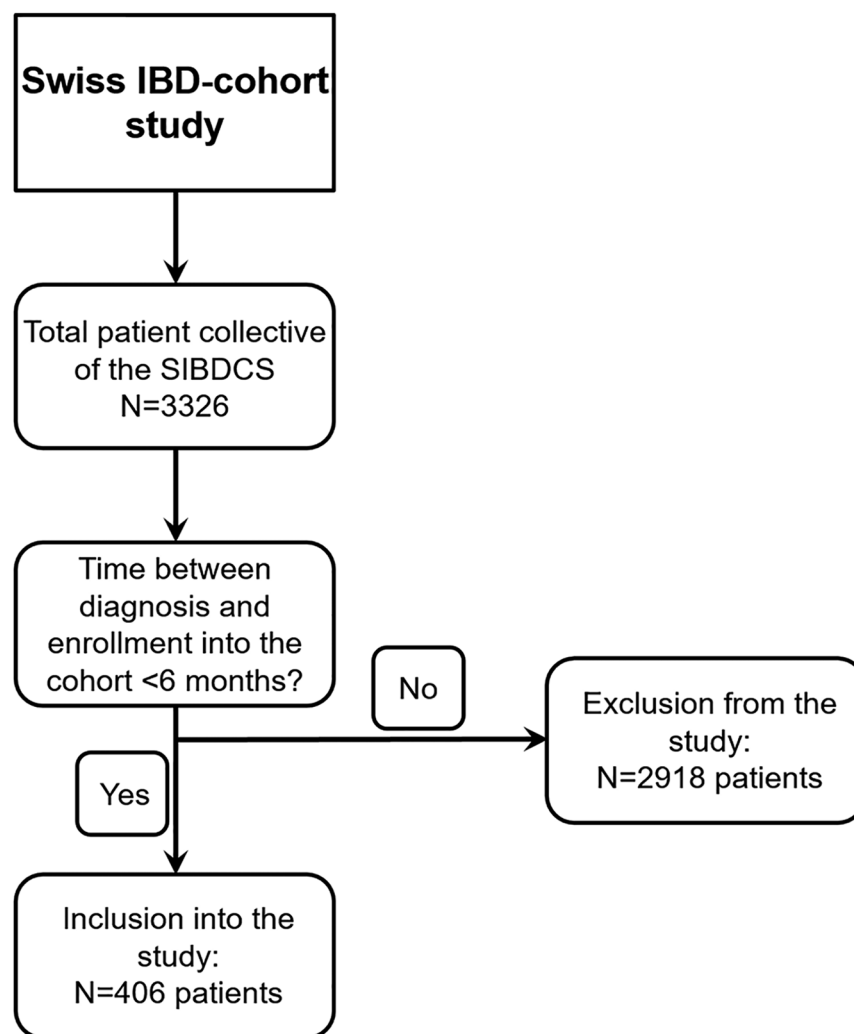 Swiss IBD-cohort
study
Total patient collective
of the SIBDCS
N=3326
Time between
diagnosis and
enrollment into the
cohort <6 months?
No
Exclusion from the
study:
N=2918 patients
Yes
Inclusion into the
study:
N=406 patients